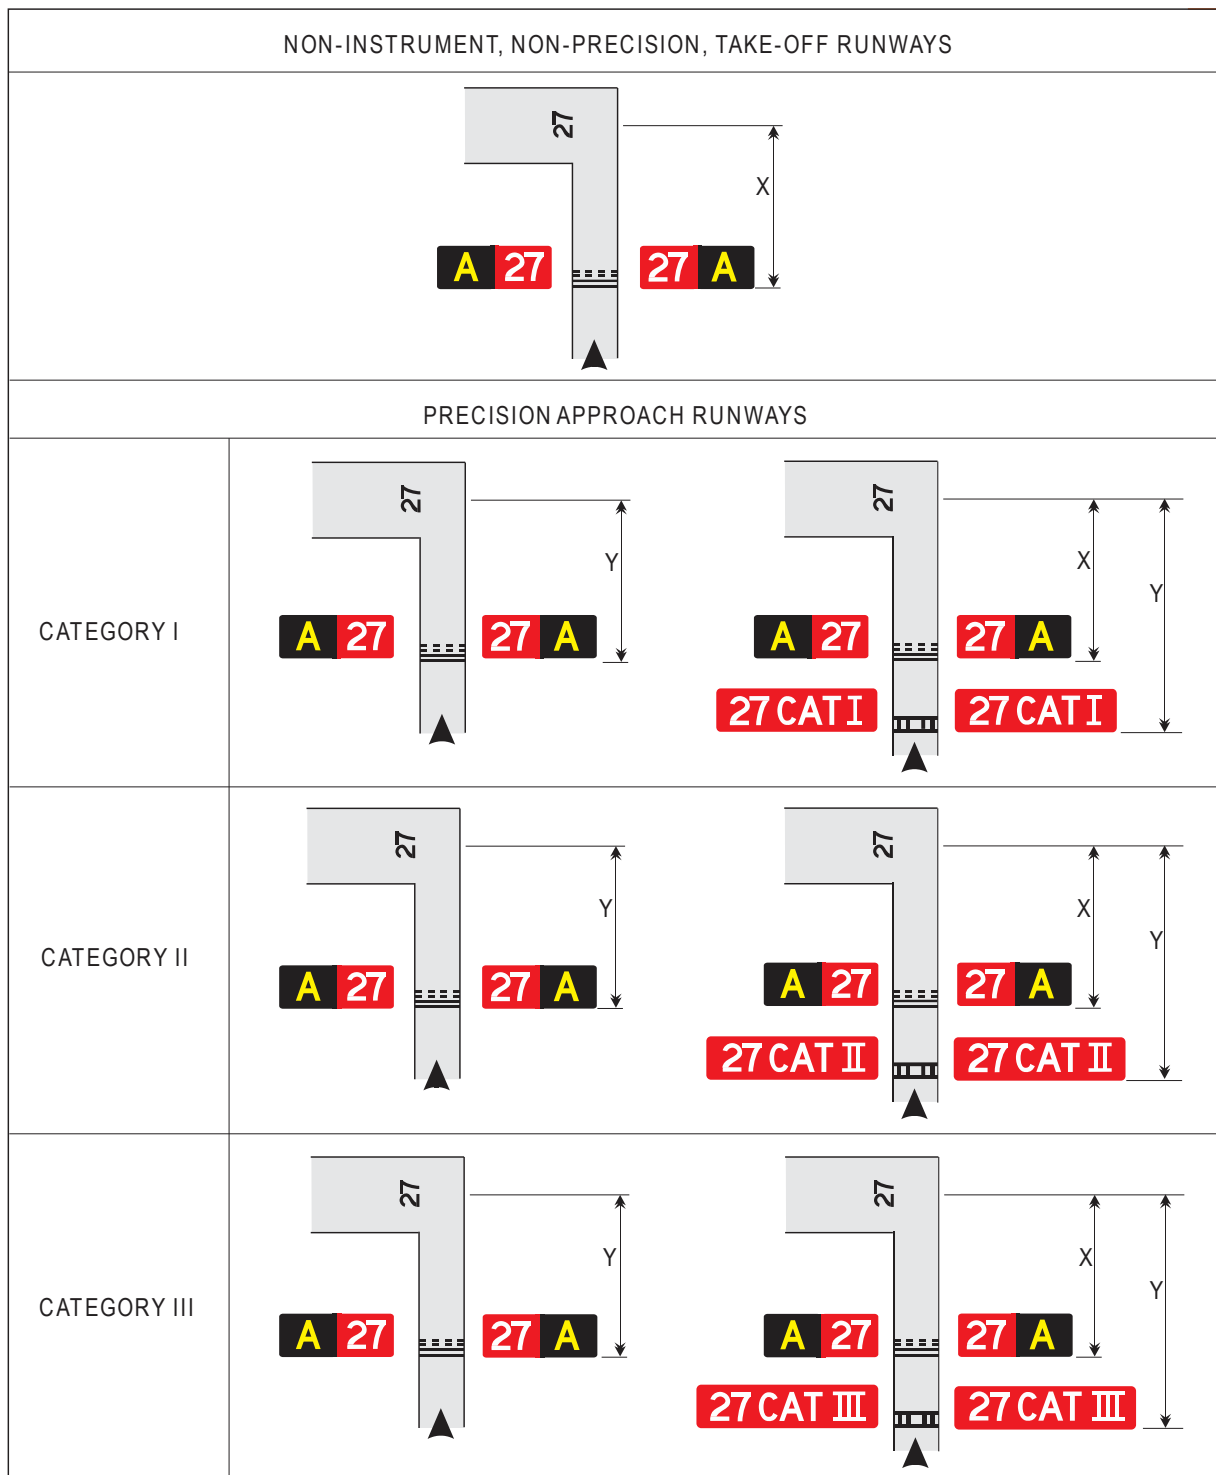 NON-INSTRUMENT, NON-PRECISION, TAKE-OFF RUNWAYS
27
X
A 27
27 A
PRECISION APPROACH RUNWAYS
CATEGORY I
27
Y
A 27
27 A
27
X
Y
A 27
27 A
27 CAT I
27 CAT I
CATEGORY II
27
Y
A 27
27 A
27
X
Y
A 27
27 A
27 CAT II
27 CAT II
CATEGORY III
27
Y
A 27
27 A
27
X
Y
A 27
27 A
27 CAT III
27 CAT III